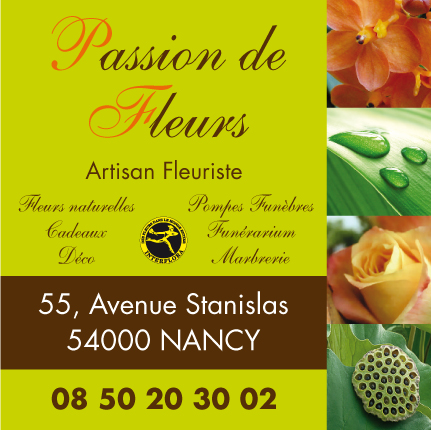 Passion de
Fleurs
Artisan Fleuriste
Fleurs naturelles
Cadeaux
Déco
INTERFLORA
Pompes Funèbres
Funérarium
Marbrerie
55, Avenue Stanislas
54000 NANCY
08 50 20 30 02